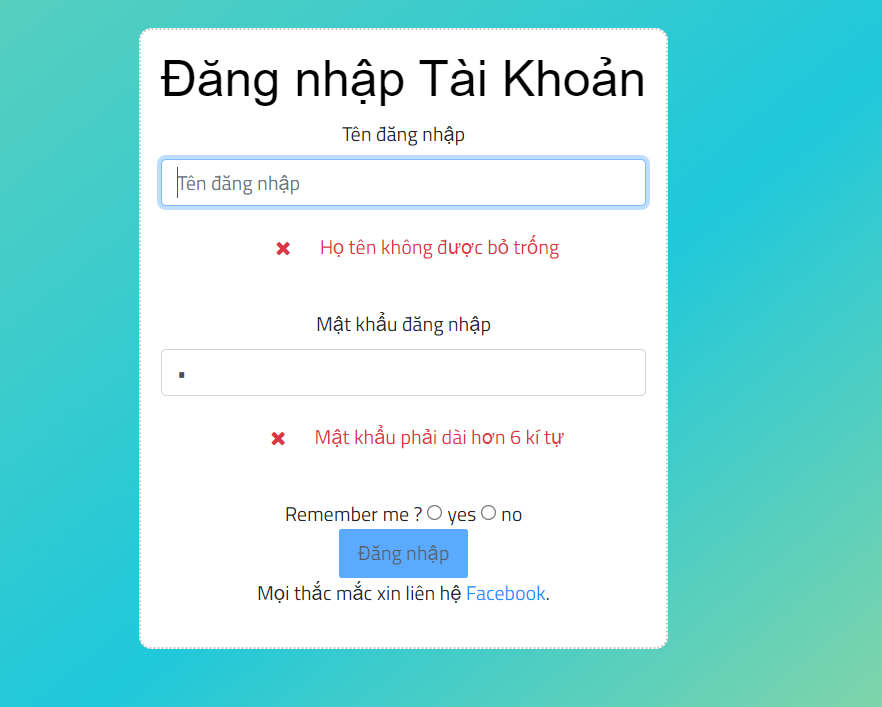 Đăng nhập Tài Khoản
Tên đăng nhập
Tên đăng nhập
Họ tên không được bỏ trống
Mật khẩu đăng nhập
Mật khẩu phải dài hơn 6 kí tự
Remember me ? yes no
Đăng nhập
Mọi thắc mắc xin liên hệ Facebook.